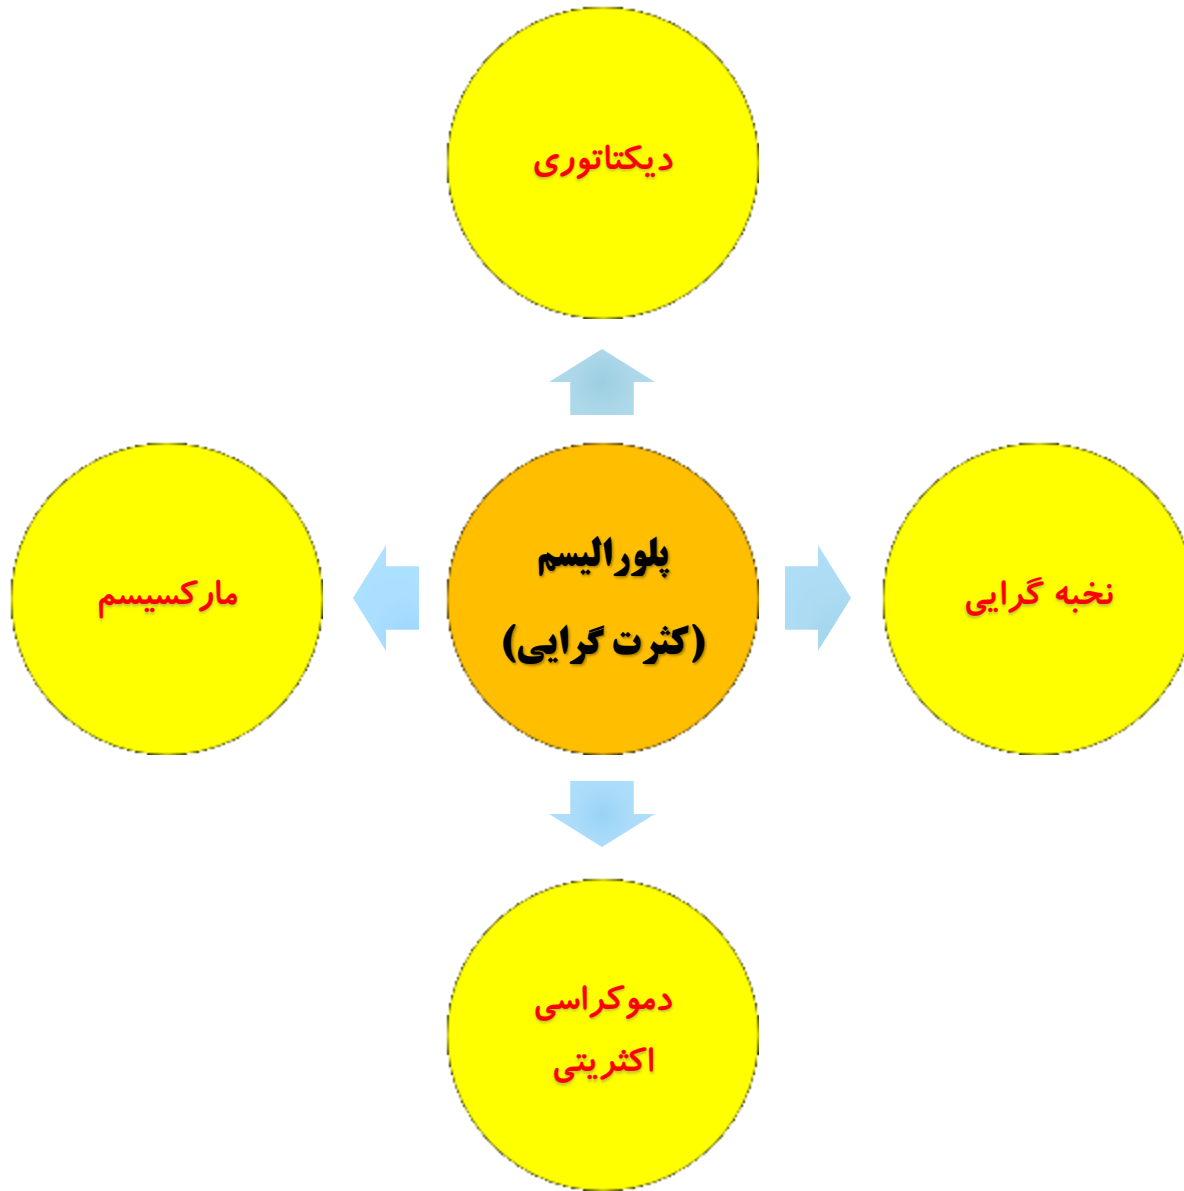 دیکتاتوری
پلورالیسم
(کثرت گرایی)
نخبه گرایی
مارکسیسم
دموکراسی
اکثریتی